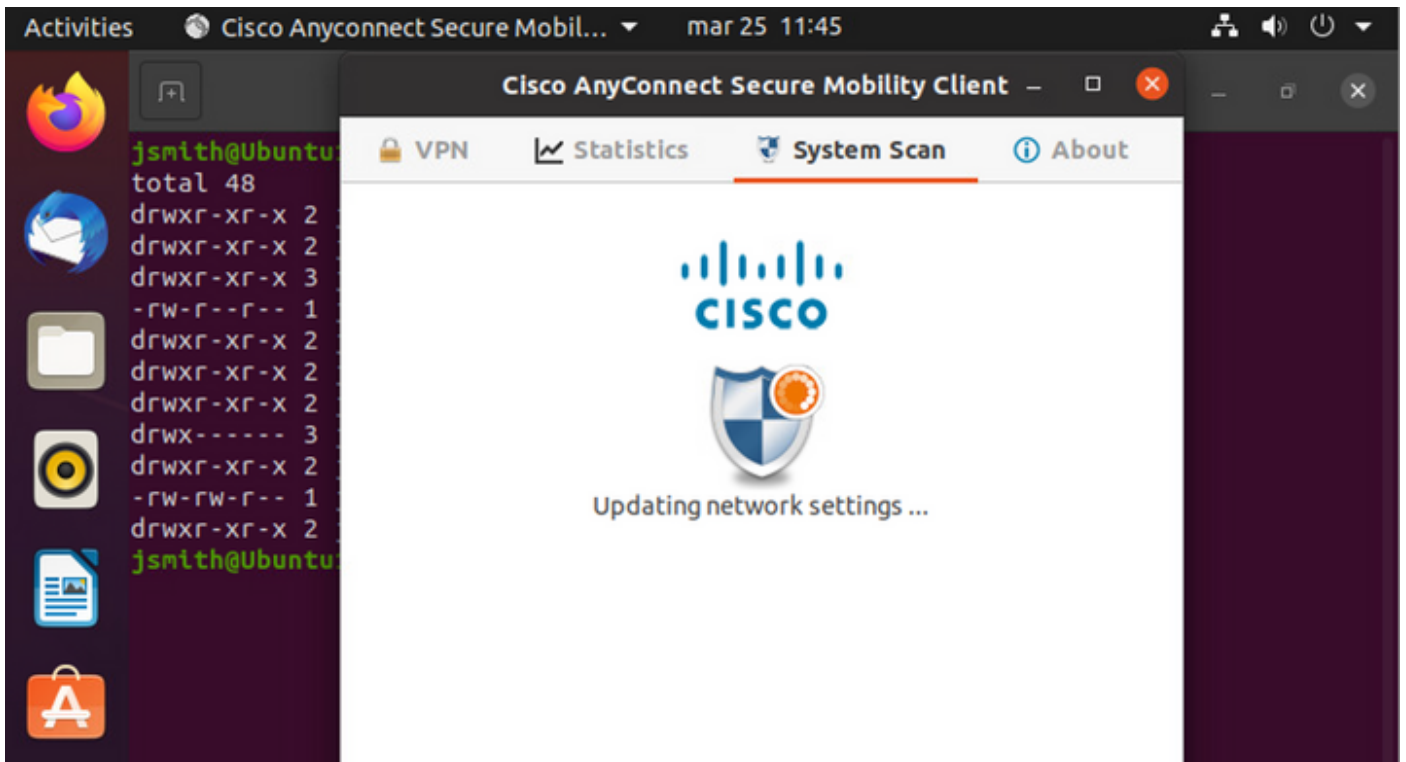 Activities Cisco Anyconnect Secure Mobil... mar 25 11:45
Cisco AnyConnect Secure Mobility Client
VPN Statistics System Scan About
jsmith@Ubuntu:
total 48
drwxr-xr-x 2
drwxr-xr-x 2
drwxr-xr-x 3
-rw-r--r-- 1
drwxr-xr-x 2
drwxr-xr-x 2
drwxr-xr-x 2
drwx------ 3
drwxr-xr-x 2
-rw-rw-r-- 1
drwxr-xr-x 2
jsmith@Ubuntu:
CISCO
Updating network settings ...